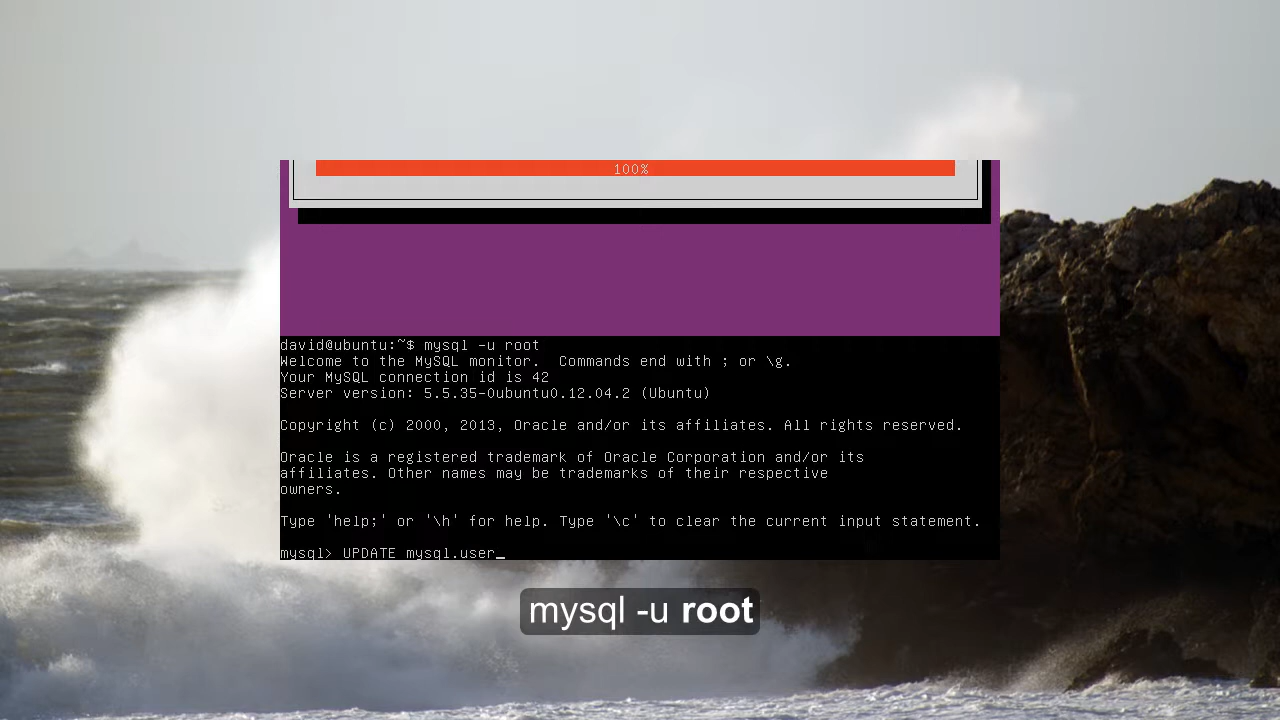 100%
david@ubuntu:~$ mysql -u root
Welcome to the MySQL monitor.  Commands end with ; or \g.
Your MySQL connection id is 42
Server version: 5.5.35-0ubuntu0.12.04.2 (Ubuntu)
Copyright (c) 2000, 2013, Oracle and/or its affiliates. All rights reserved.
Oracle is a registered trademark of Oracle Corporation and/or its
affiliates. Other names may be trademarks of their respective
owners.
Type 'help;' or '\h' for help. Type '\c' to clear the current input statement.
mysql> UPDATE mysql.user_
mysql -u root